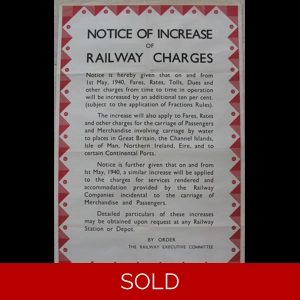 NOTICE OF INCREASE
OF
RAILWAY CHARGES
Notice is hereby given that on and from
1st May, 1940, Fares, Rates, Tolls, Dues and
other charges from time to time in operation
will be increased by an additional ten per cent.
(subject to the application of Fractions Rules).
The increase will also apply to Fares, Rates
and other charges for the carriage of Passengers
and Merchandise involving carriage by water
to places in Great Britain, the Channel Islands,
Isle of Man, Northern Ireland, Eire, and to
certain Continental Ports.
Notice is further given that on and from
1st May, 1940, a similar increase will be applied
to the charges for services rendered and
accommodation provided by the Railway
Companies incidental to the carriage of
Merchandise and Passengers.
Detailed particulars of these increases
may be obtained upon request at any Railway
Station or Depot.
BY ORDER
THE RAILWAY EXECUTIVE COMMITTEE
SOLD